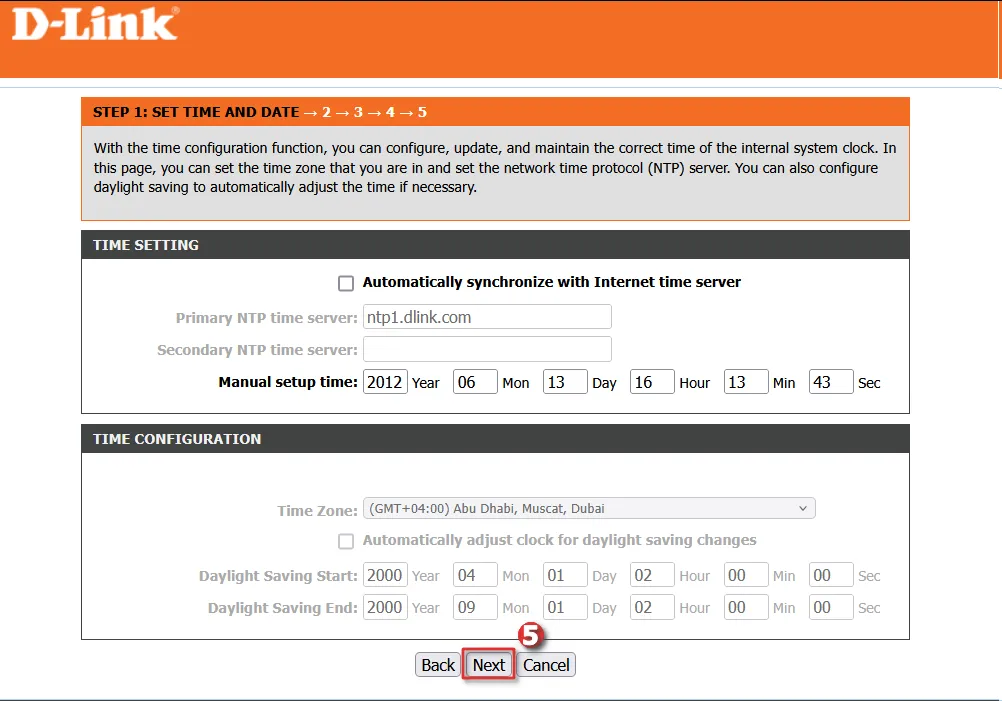 D-Link®
STEP 1: SET TIME AND DATE → 2 → 3 → 4 → 5
With the time configuration function, you can configure, update, and maintain the correct time of the internal system clock. In
this page, you can set the time zone that you are in and set the network time protocol (NTP) server. You can also configure
daylight saving to automatically adjust the time if necessary.
TIME SETTING
Automatically synchronize with Internet time server
Primary NTP time server: ntp1.dlink.com
Secondary NTP time server:
Manual setup time: 2012 Year 06 Mon 13 Day 16 Hour 13 Min 43 Sec
TIME CONFIGURATION
Time Zone: (GMT+04:00) Abu Dhabi, Muscat, Dubai
Automatically adjust clock for daylight saving changes
Daylight Saving Start: 2000 Year 04 Mon 01 Day 02 Hour 00 Min 00 Sec
Daylight Saving End: 2000 Year 09 Mon 01 Day 02 Hour 00 Min 00 Sec
5
Back Next Cancel